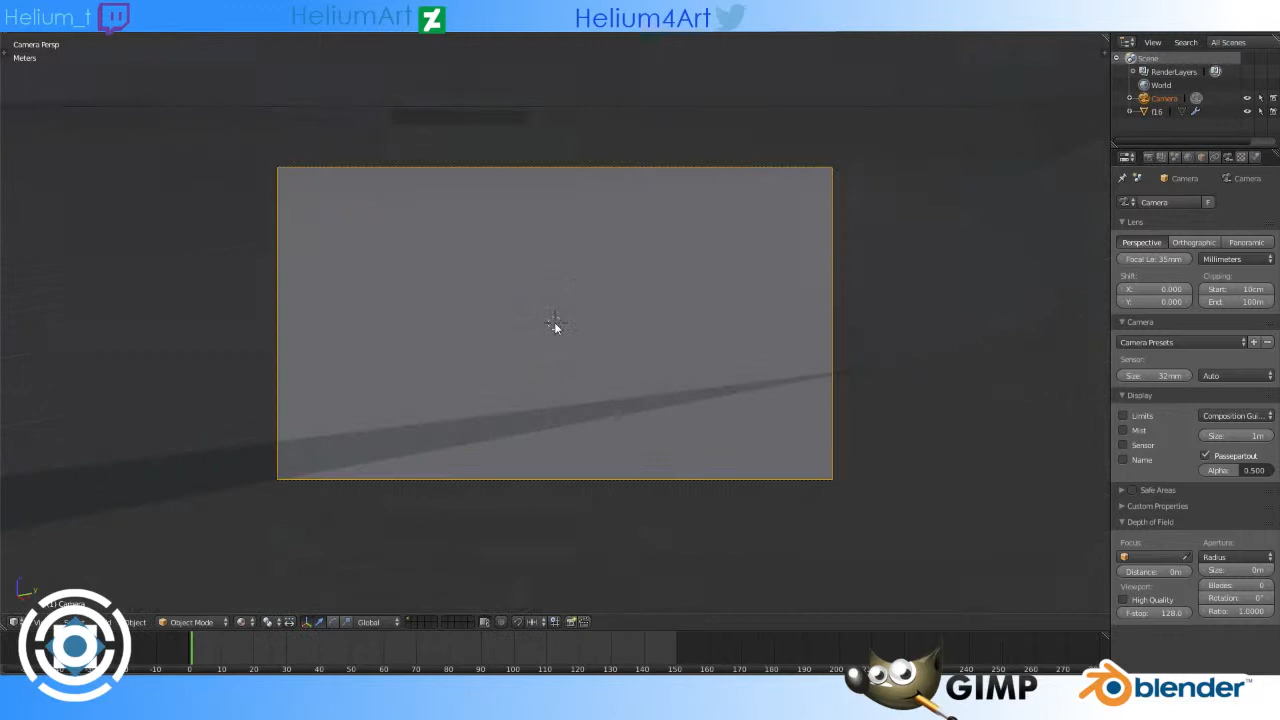 Helium_t HeliumArt Helium4Art
Camera Persp
Meters
View Search All Scenes
Scene
RenderLayers
World
Camera
f16
Camera Camera
Camera F
Lens
Perspective Orthographic Panoramic
Focal Le: 35mm Millimeters
Shift: Clipping:
X: 0.000 Start: 10cm
Y: 0.000 End: 100m
Camera
Camera Presets
Sensor:
Size: 32mm Auto
Display
Limits Composition Gui...
Mist Size: 1m
Sensor Passepartout
Name Alpha: 0.500
Safe Areas
Custom Properties
Depth of Field
Focus: Aperture:
Radius
Distance: 0m Size: 0m
Viewport: Blades: 0
High Quality Rotation: 0°
F-stop: 128.0 Ratio: 1.0000
Object Mode Global
-10 0 10 20 30 40 50 60 70 80 90 100 110 120 130 140 150 160 170 180 190 200 240 260
GIMP blender™